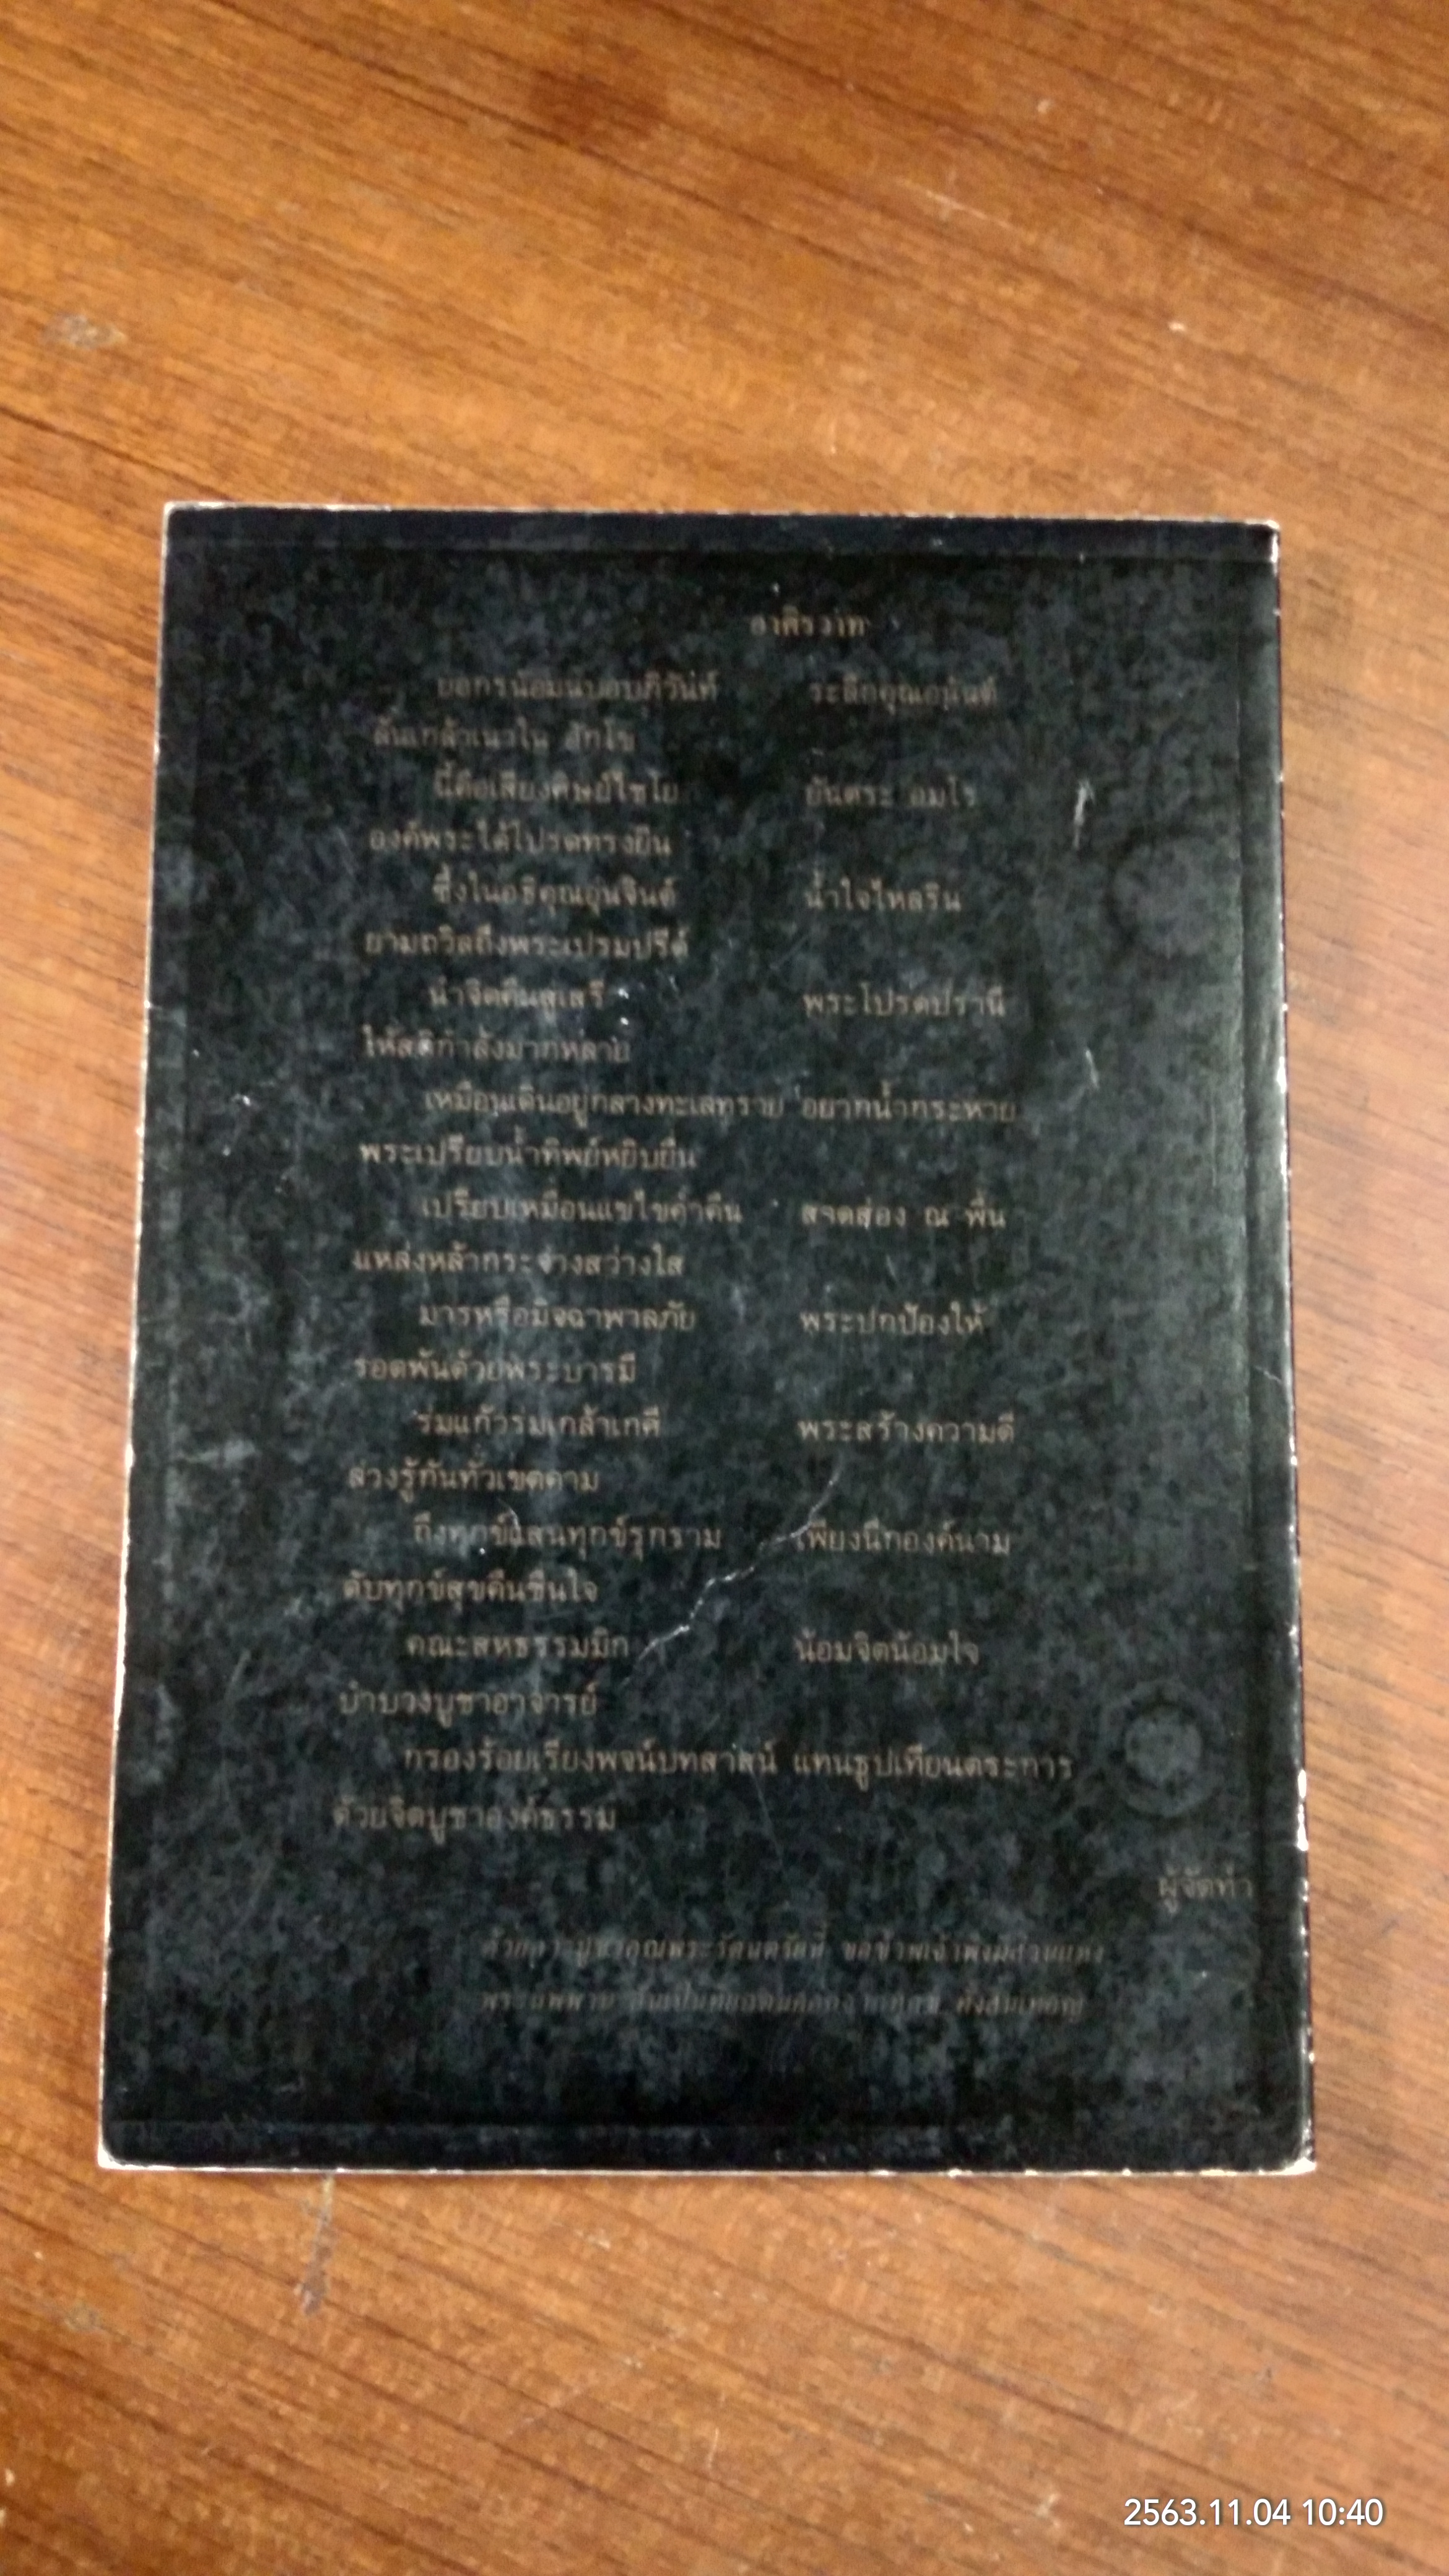 อาศิรวาท
ยอกรน้อมนบอบภิวันท์ ระลึกคุณอนันต์
นี้คือเสียงศิษย์ไชโย ยันตระ อมโร
องค์พระได้โปรดทรงยิน
ซึ้งในอธิคุณอุ่นจินต์ น้ำใจไหลริน
ยามถวิลถึงพระเปรมปรีดิ์
นำจิตคืนสู่เสรี พระโปรดปรานี
ให้สติกำลังมากหลาย
เหมือนเดินอยู่กลางทะเลทราย อยากน้ำกระหาย
พระเปรียบน้ำทิพย์หยิบยื่น
เปรียบเหมือนแขไขค่ำคืน สาดส่อง ณ พื้น
แหล่งหล้ากระจ่างสว่างใส
มารหรือมิจฉาพาลภัย พระปกป้องให้
รอดพ้นด้วยพระบารมี
ร่มแก้วร่มเกล้าเกศี พระสร้างความดี
ล่วงรู้กันทั่วเขตคาม
ถึงทุกข์แสนทุกข์รุกราม เพียงนึกองค์นาม
ดับทุกข์สุขคืนชื่นใจ
คณะสหธรรมมิก น้อมจิตน้อมใจ
บำบวงบูชาอาจารย์
กรองร้อยเรียงพจน์บทสาสน์ แทนธูปเทียนตระการ
ด้วยจิตบูชาองค์ธรรม
ผู้จัดทำ